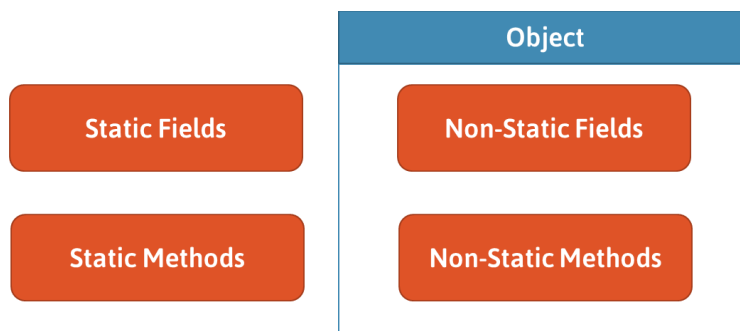 Object
Static Fields
Non-Static Fields
Static Methods
Non-Static Methods